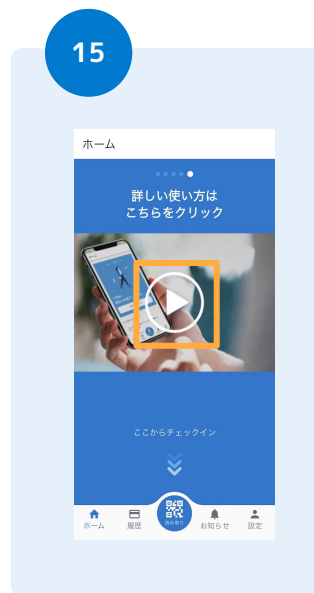 15
ホーム
詳しい使い方は
こちらをクリック
ここからチェックイン
ホーム
履歴
読み取り
お知らせ
設定